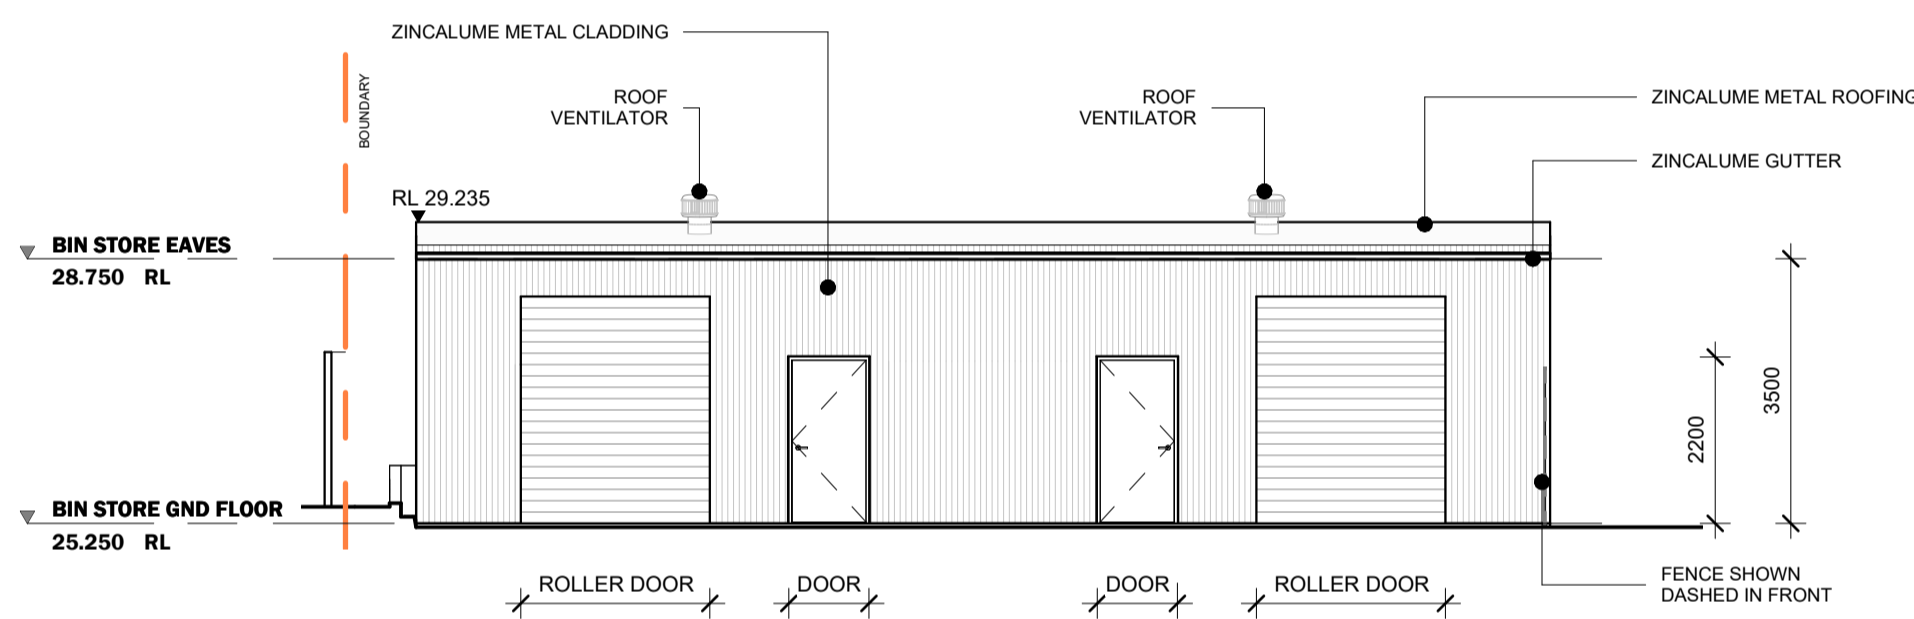 ZINCALUME METAL CLADDING
BOUNDARY
ROOF
VENTILATOR
ROOF
VENTILATOR
ZINCALUME METAL ROOFING
ZINCALUME GUTTER
RL 29.235
BIN STORE EAVES
28.750 RL
3500
2200
BIN STORE GND FLOOR
25.250 RL
ROLLER DOOR
DOOR
DOOR
ROLLER DOOR
FENCE SHOWN
DASHED IN FRONT